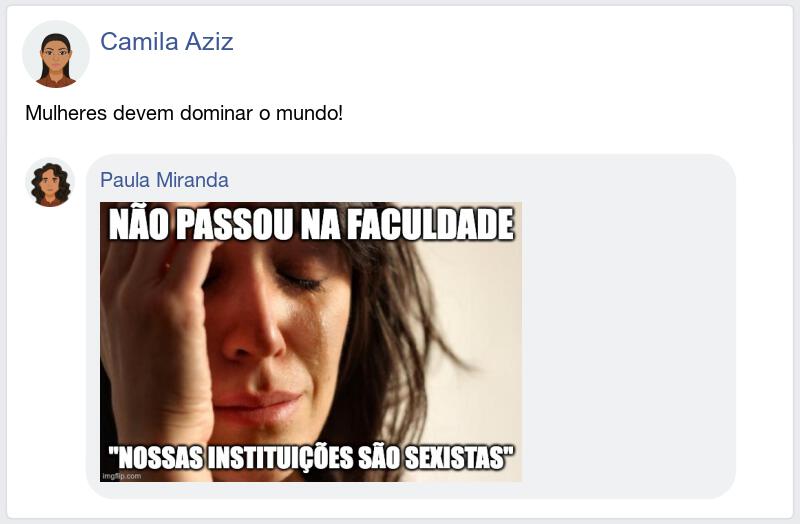 Camila Aziz
Mulheres devem dominar o mundo!
Paula Miranda
NÃO PASSOU NA FACULDADE
"NOSSAS INSTITUIÇÕES SÃO SEXISTAS"
imgflip.com